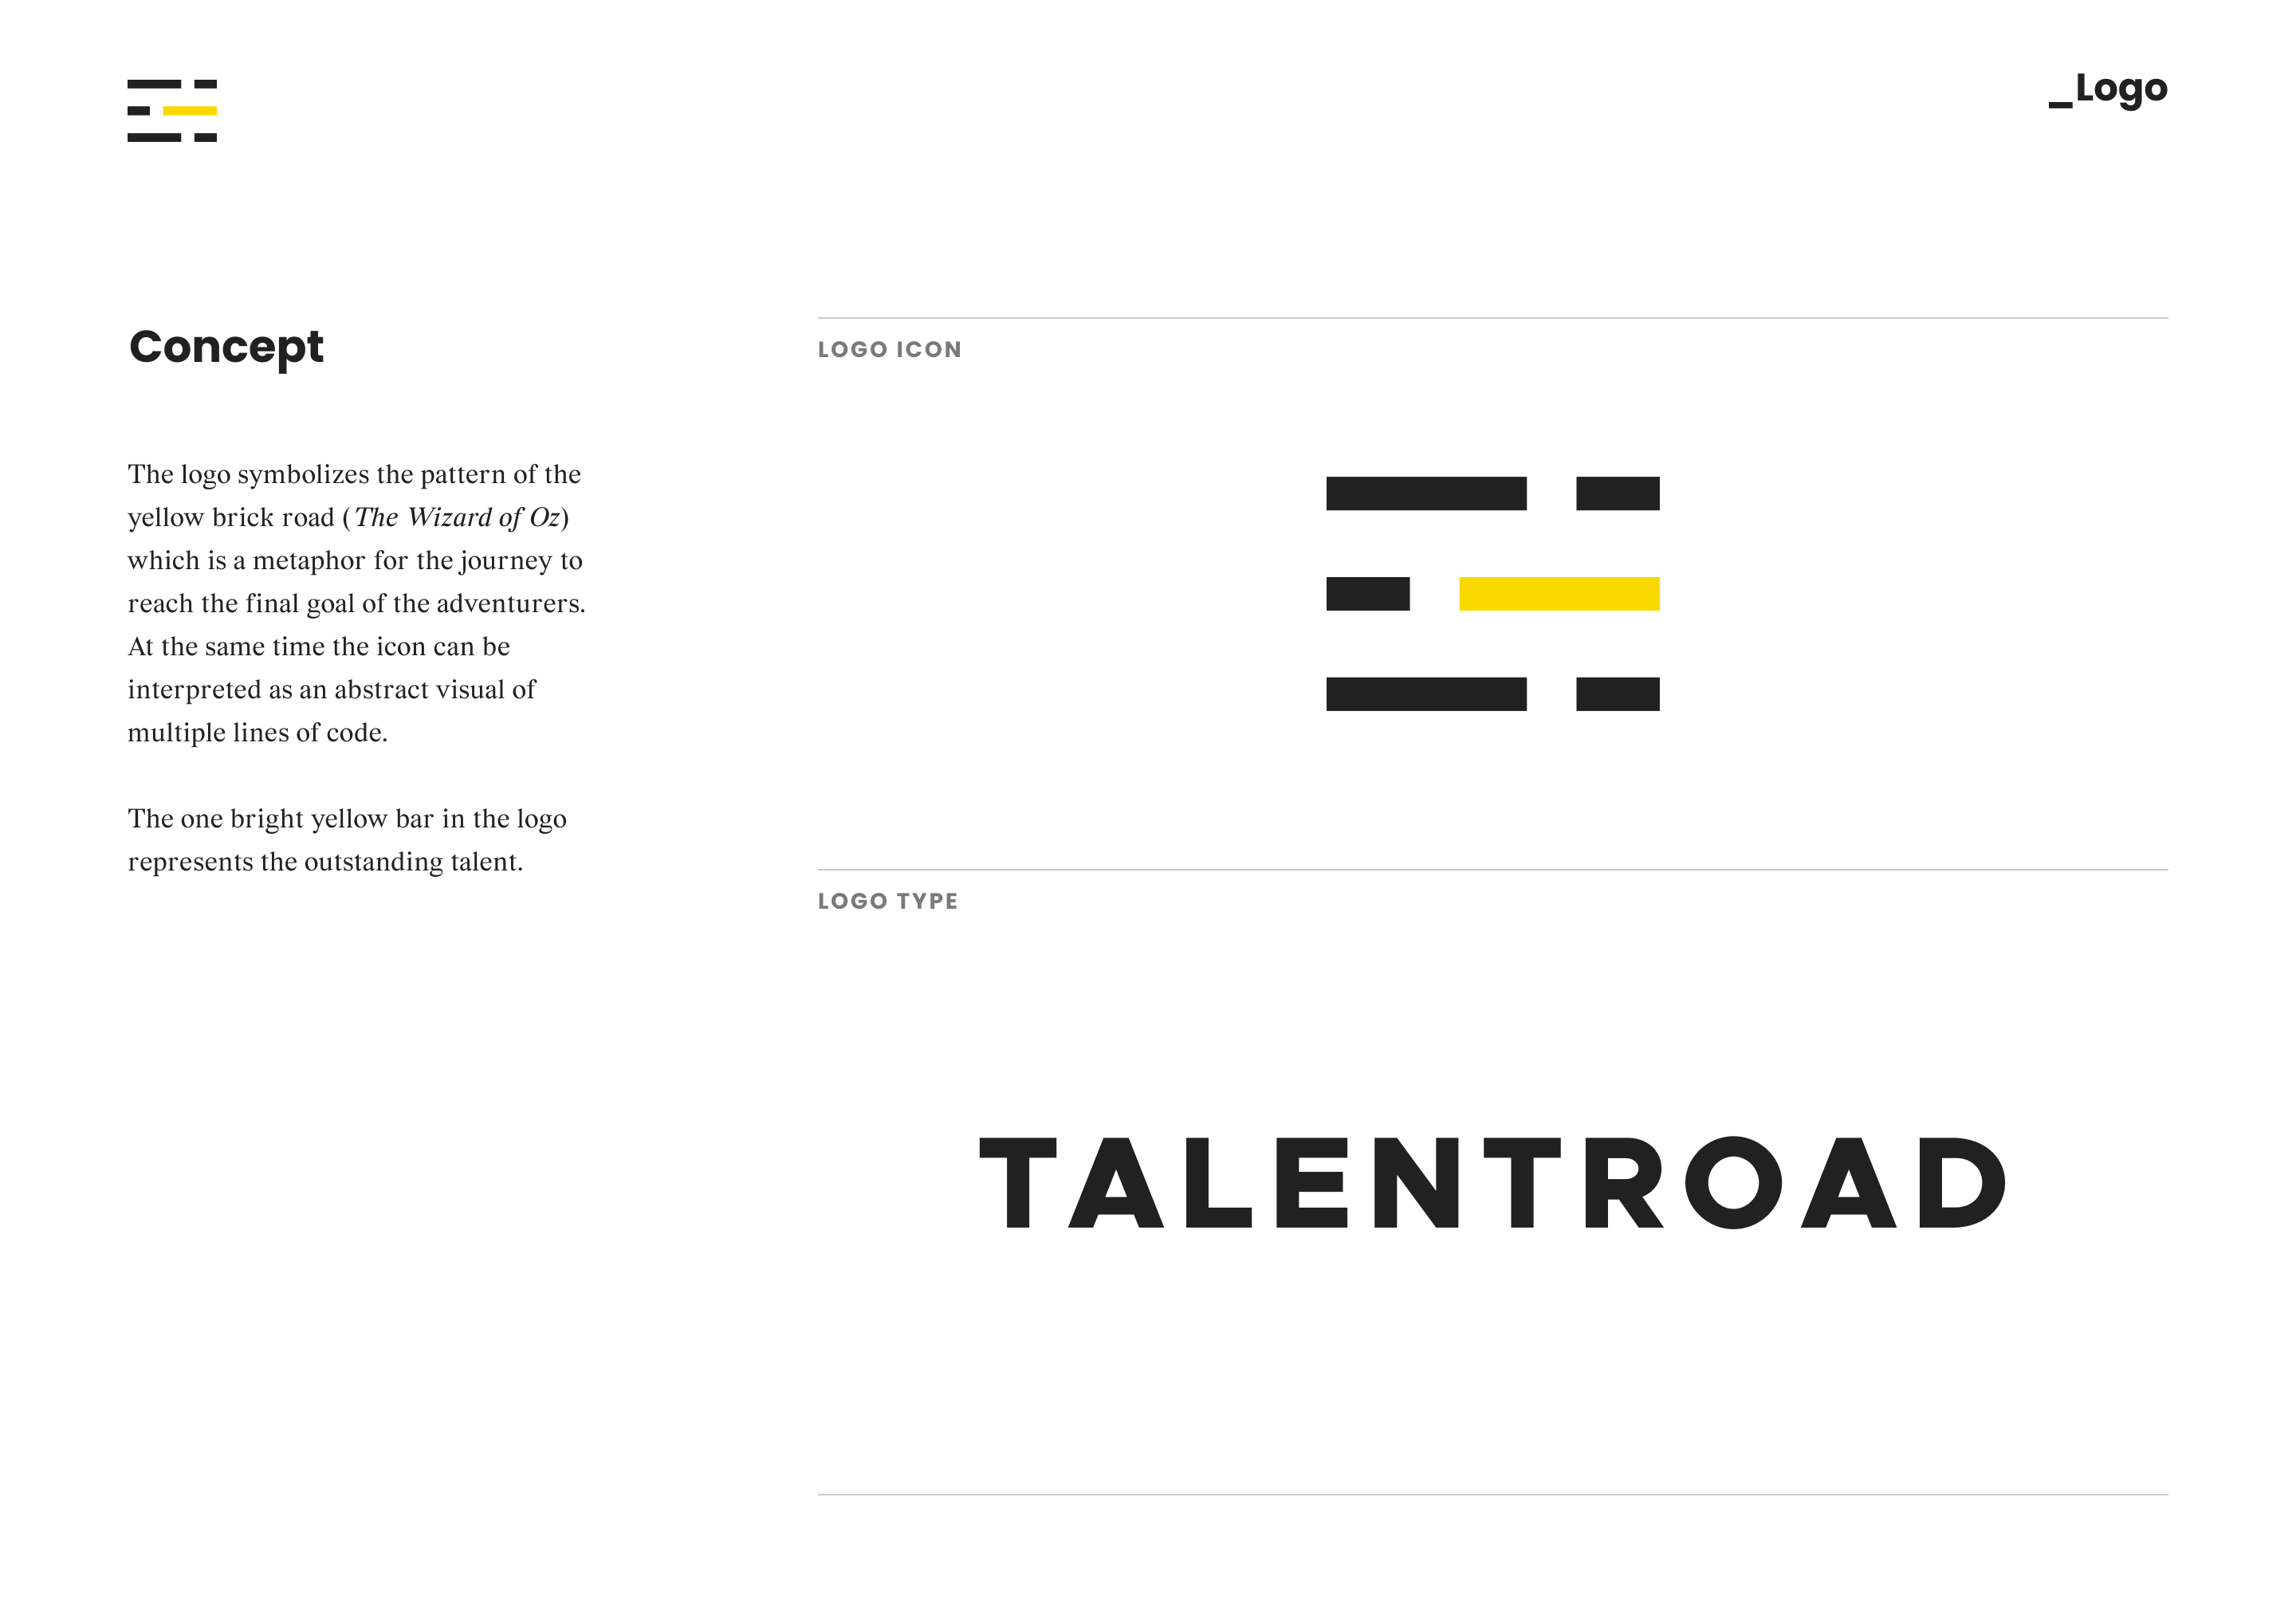 _Logo
Concept
The logo symbolizes the pattern of the
yellow brick road (The Wizard of Oz)
which is a metaphor for the journey to
reach the final goal of the adventurers.
At the same time the icon can be
interpreted as an abstract visual of
multiple lines of code.
The one bright yellow bar in the logo
represents the outstanding talent.
LOGO ICON
LOGO TYPE
TALENTROAD